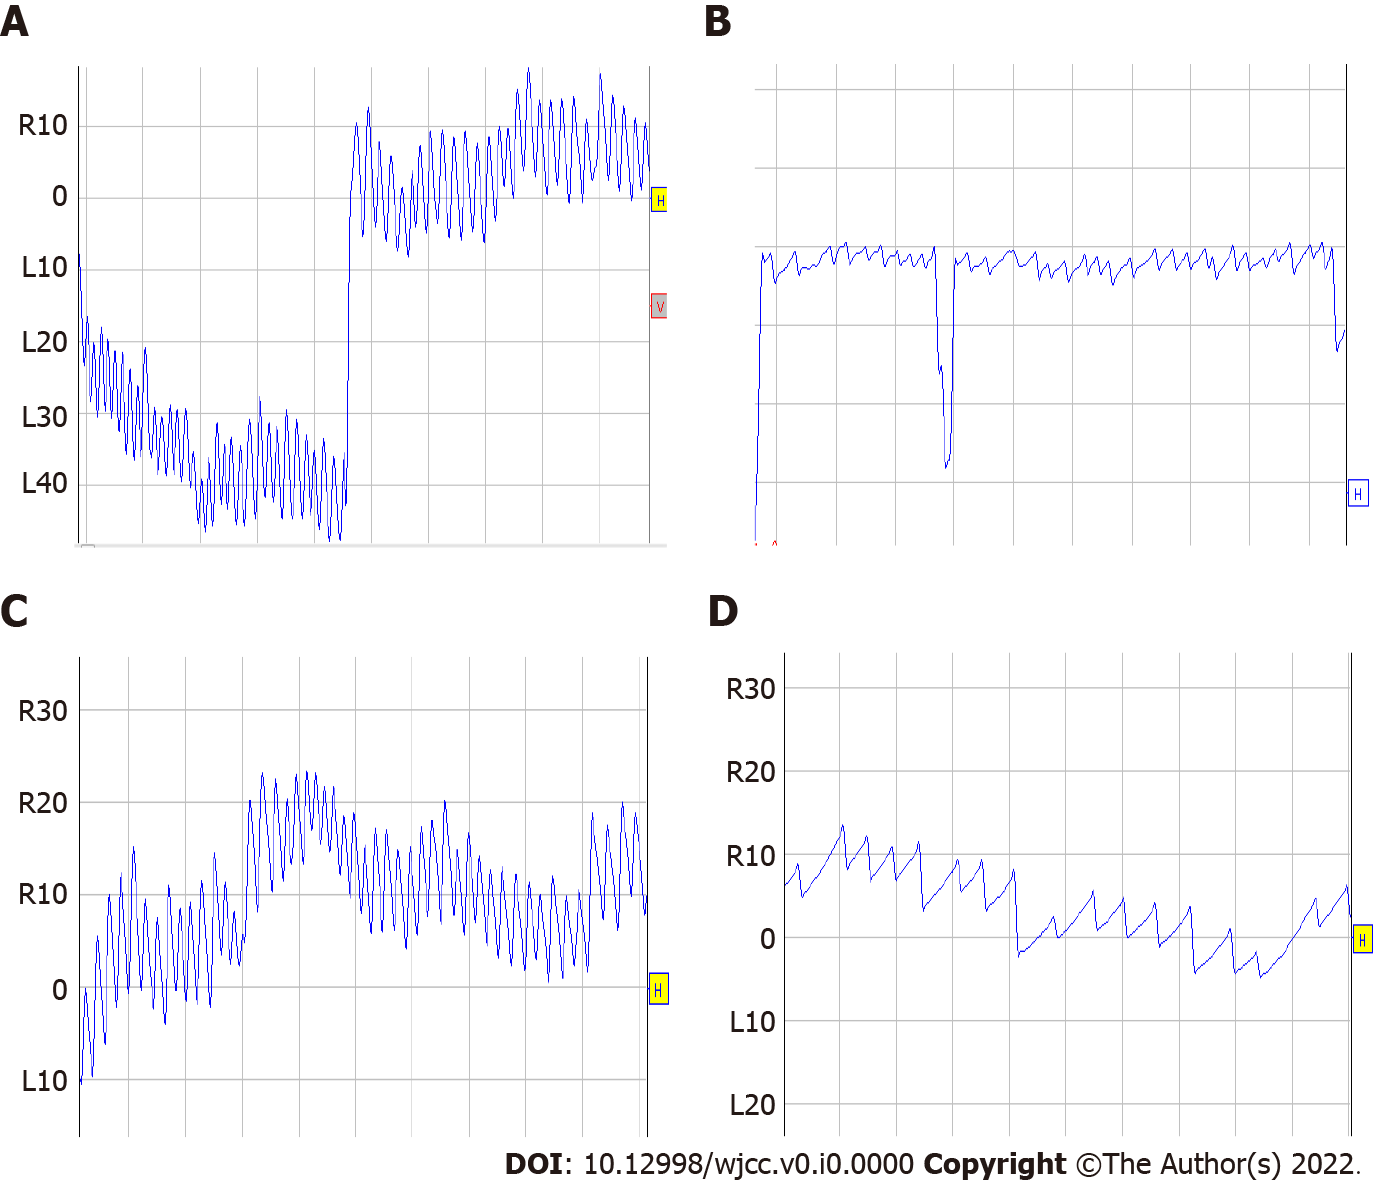 A
R10
0
L10
L20
L30
L40
H
V
B
H
C
R30
R20
R10
0
L10
H
D
R30
R20
R10
0
L10
L20
H
DOI: 10.12998/wjcc.v0.i0.0000 Copyright ©The Author(s) 2022.